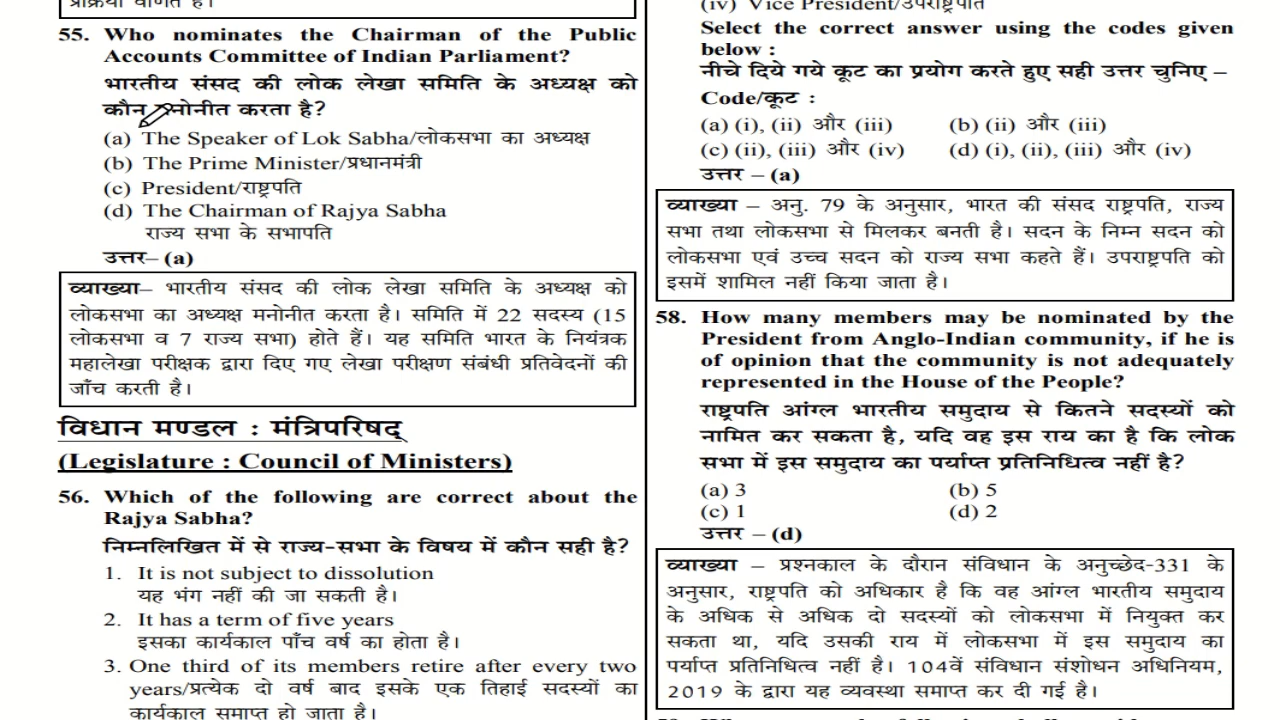 प्रक्रिया वर्णित है।
55. Who nominates the Chairman of the Public
Accounts Committee of Indian Parliament?
भारतीय संसद की लोक लेखा समिति के अध्यक्ष को
कौन मनोनीत करता है?
(a) The Speaker of Lok Sabha/लोकसभा का अध्यक्ष
(b) The Prime Minister/प्रधानमंत्री
(c) President/राष्ट्रपति
(d) The Chairman of Rajya Sabha
राज्य सभा के सभापति
उत्तर– (a)
व्याख्या– भारतीय संसद की लोक लेखा समिति के अध्यक्ष को
लोकसभा का अध्यक्ष मनोनीत करता है। समिति में 22 सदस्य (15
लोकसभा व 7 राज्य सभा) होते हैं। यह समिति भारत के नियंत्रक
महालेखा परीक्षक द्वारा दिए गए लेखा परीक्षण संबंधी प्रतिवेदनों की
जाँच करती है।
विधान मण्डल : मंत्रिपरिषद्
(Legislature : Council of Ministers)
56. Which of the following are correct about the
Rajya Sabha?
निम्नलिखित में से राज्य-सभा के विषय में कौन सही है?
1. It is not subject to dissolution
यह भंग नहीं की जा सकती है।
2. It has a term of five years
इसका कार्यकाल पाँच वर्ष का होता है।
3. One third of its members retire after every two
years/प्रत्येक दो वर्ष बाद इसके एक तिहाई सदस्यों का
कार्यकाल समाप्त हो जाता है।
(iv) Vice President/उपराष्ट्रपति
Select the correct answer using the codes given
below :
नीचे दिये गये कूट का प्रयोग करते हुए सही उत्तर चुनिए –
Code/कूट :
(a) (i), (ii) और (iii) (b) (ii) और (iii)
(c) (ii), (iii) और (iv) (d) (i), (ii), (iii) और (iv)
उत्तर – (a)
व्याख्या – अनु. 79 के अनुसार, भारत की संसद राष्ट्रपति, राज्य
सभा तथा लोकसभा से मिलकर बनती है। सदन के निम्न सदन को
लोकसभा एवं उच्च सदन को राज्य सभा कहते हैं। उपराष्ट्रपति को
इसमें शामिल नहीं किया जाता है।
58. How many members may be nominated by the
President from Anglo-Indian community, if he is
of opinion that the community is not adequately
represented in the House of the People?
राष्ट्रपति आंग्ल भारतीय समुदाय से कितने सदस्यों को
नामित कर सकता है, यदि वह इस राय का है कि लोक
सभा में इस समुदाय का पर्याप्त प्रतिनिधित्व नहीं है?
(a) 3 (b) 5
(c) 1 (d) 2
उत्तर – (d)
व्याख्या – प्रश्नकाल के दौरान संविधान के अनुच्छेद-331 के
अनुसार, राष्ट्रपति को अधिकार है कि वह आंग्ल भारतीय समुदाय
के अधिक से अधिक दो सदस्यों को लोकसभा में नियुक्त कर
सकता था, यदि उसकी राय में लोकसभा में इस समुदाय का
पर्याप्त प्रतिनिधित्व नहीं है। 104वें संविधान संशोधन अधिनियम,
2019 के द्वारा यह व्यवस्था समाप्त कर दी गई है।